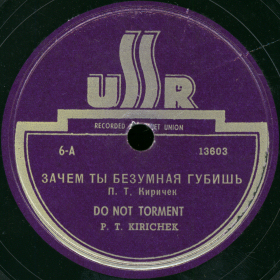 USSR
RECORDED SOVIET UNION
6-A 13603
ЗАЧЕМ ТЫ БЕЗУМНАЯ ГУБИШЬ
П. Т. Киричек
DO NOT TORMENT
P. T. KIRICHEK